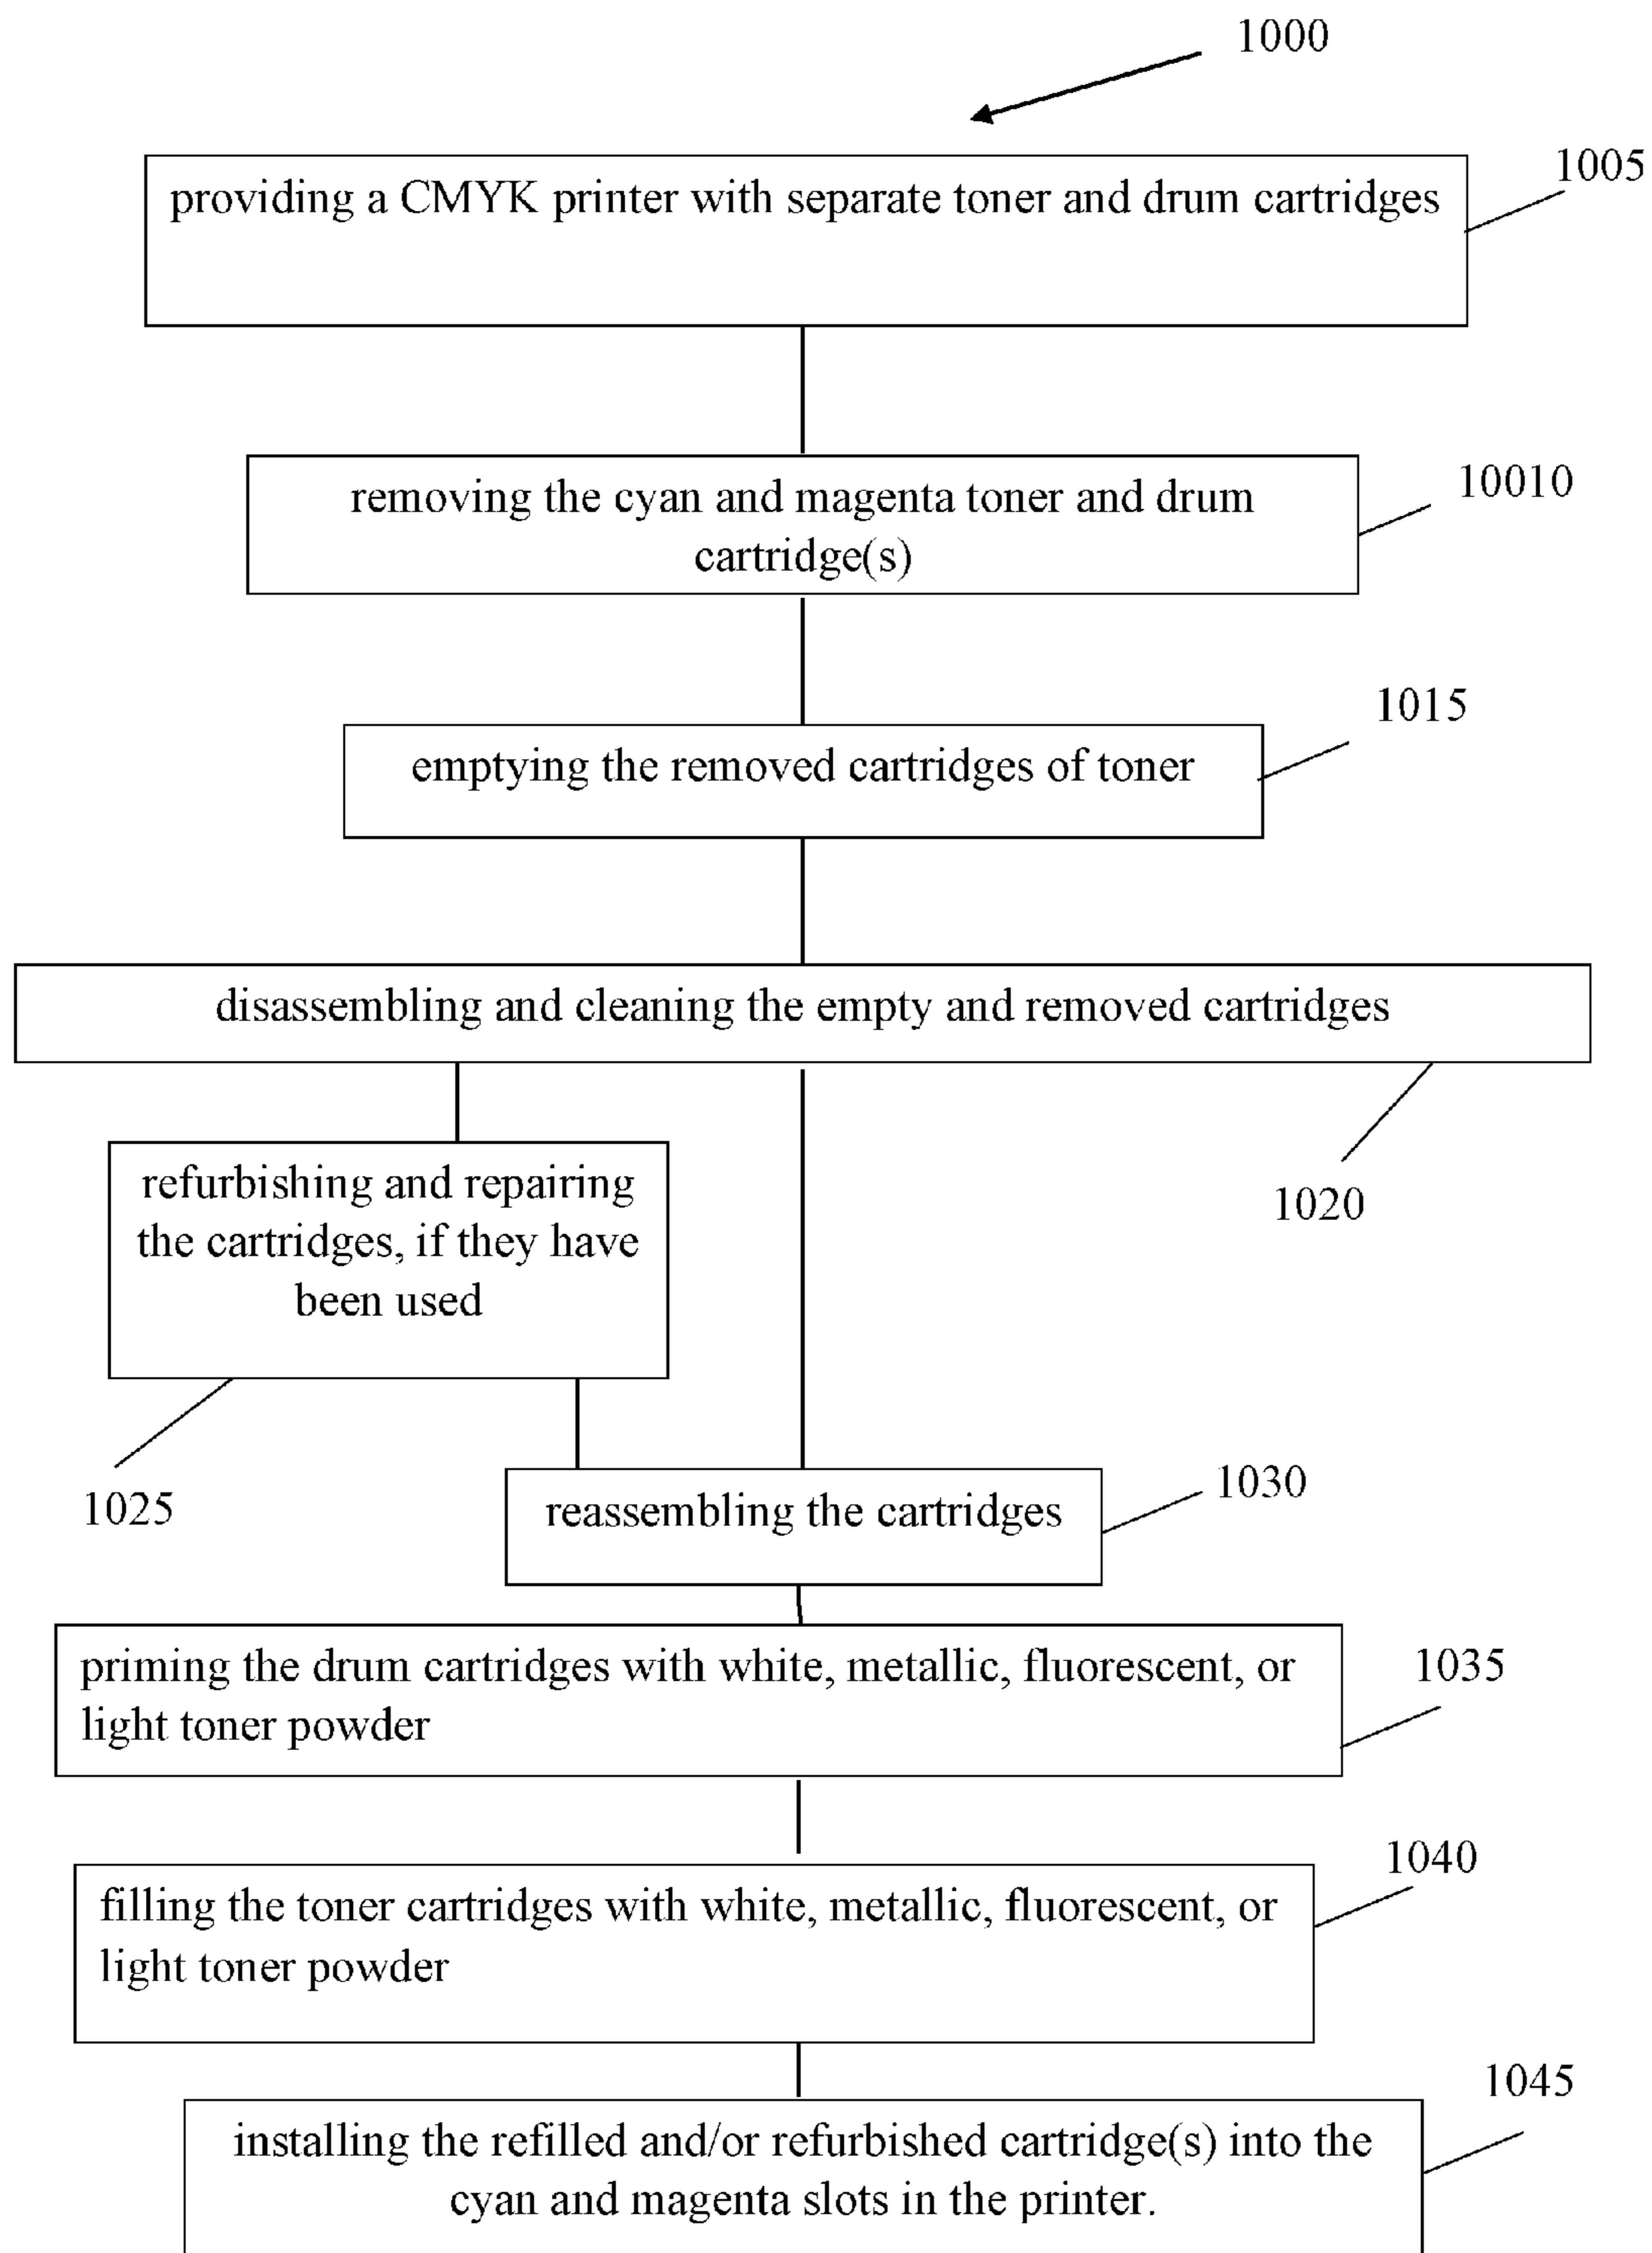 1000
1005
providing a CMYK printer with separate toner and drum cartridges
10010
removing the cyan and magenta toner and drum
cartridge(s)
1015
emptying the removed cartridges of toner
disassembling and cleaning the empty and removed cartridges
1020
refurbishing and repairing
the cartridges, if they have
been used
1025
1030
reassembling the cartridges
priming the drum cartridges with white, metallic, fluorescent, or
light toner powder
1035
1040
filling the toner cartridges with white, metallic, fluorescent, or
light toner powder
1045
installing the refilled and/or refurbished cartridge(s) into the
cyan and magenta slots in the printer.